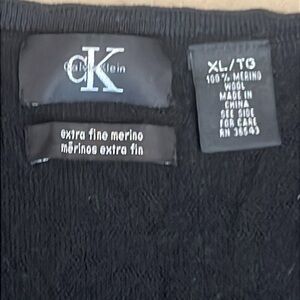 cK
Calvin Klein
extra fine merino
mérinos extra fin
XL/TG
100% MERINO
WOOL
MADE IN
CHINA
SEE SIDE
FOR CARE
RN 36543